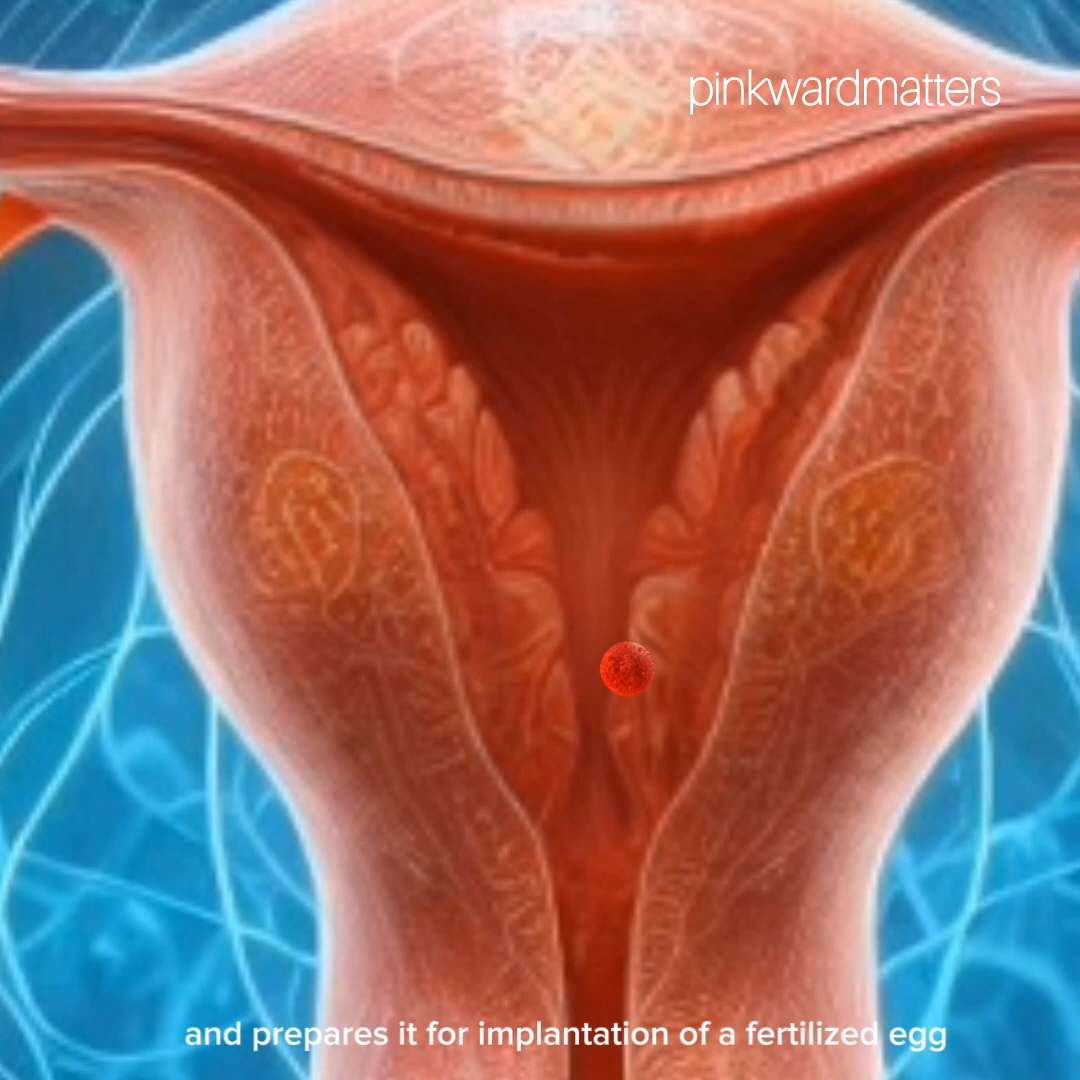 pinkwardmatters
and prepares it for implantation of a fertilized egg